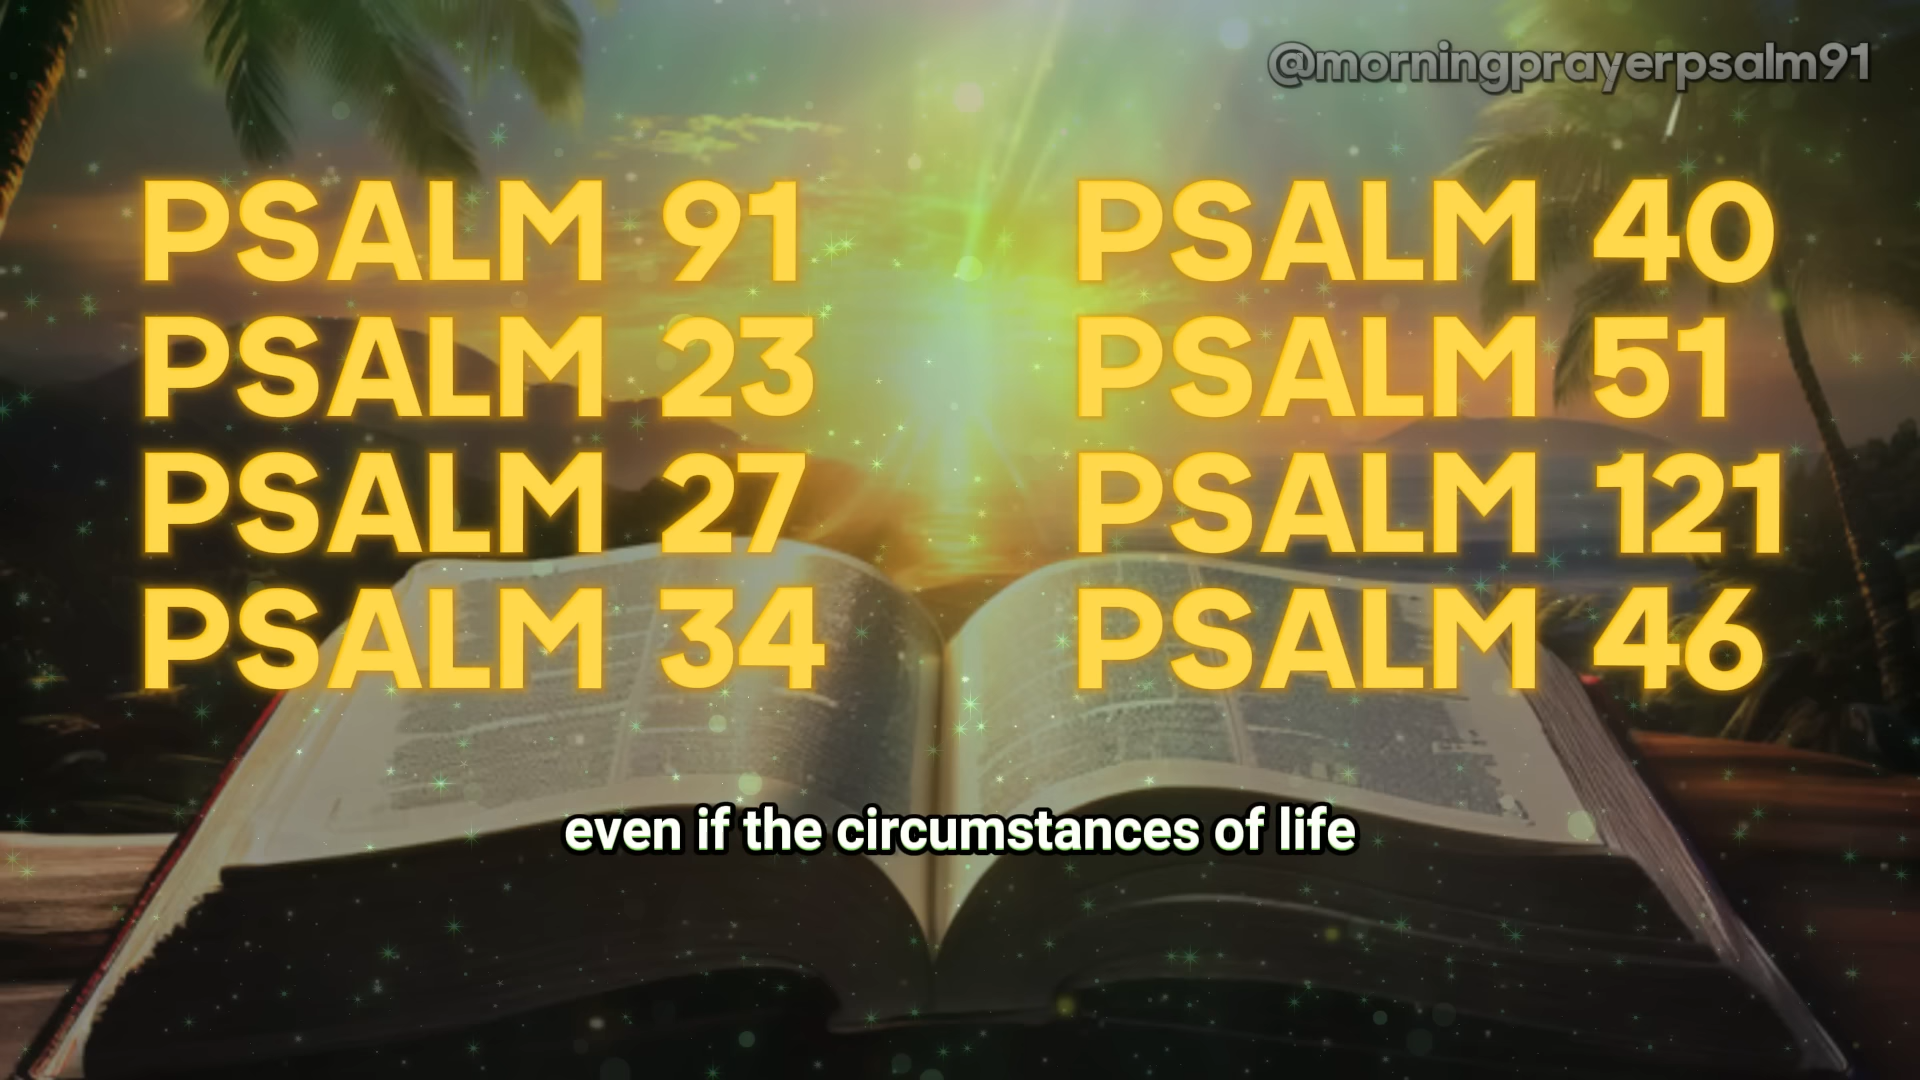 @morningprayerpsalm91
PSALM 91
PSALM 23
PSALM 27
PSALM 34
PSALM 40
PSALM 51
PSALM 121
PSALM 46
even if the circumstances of life